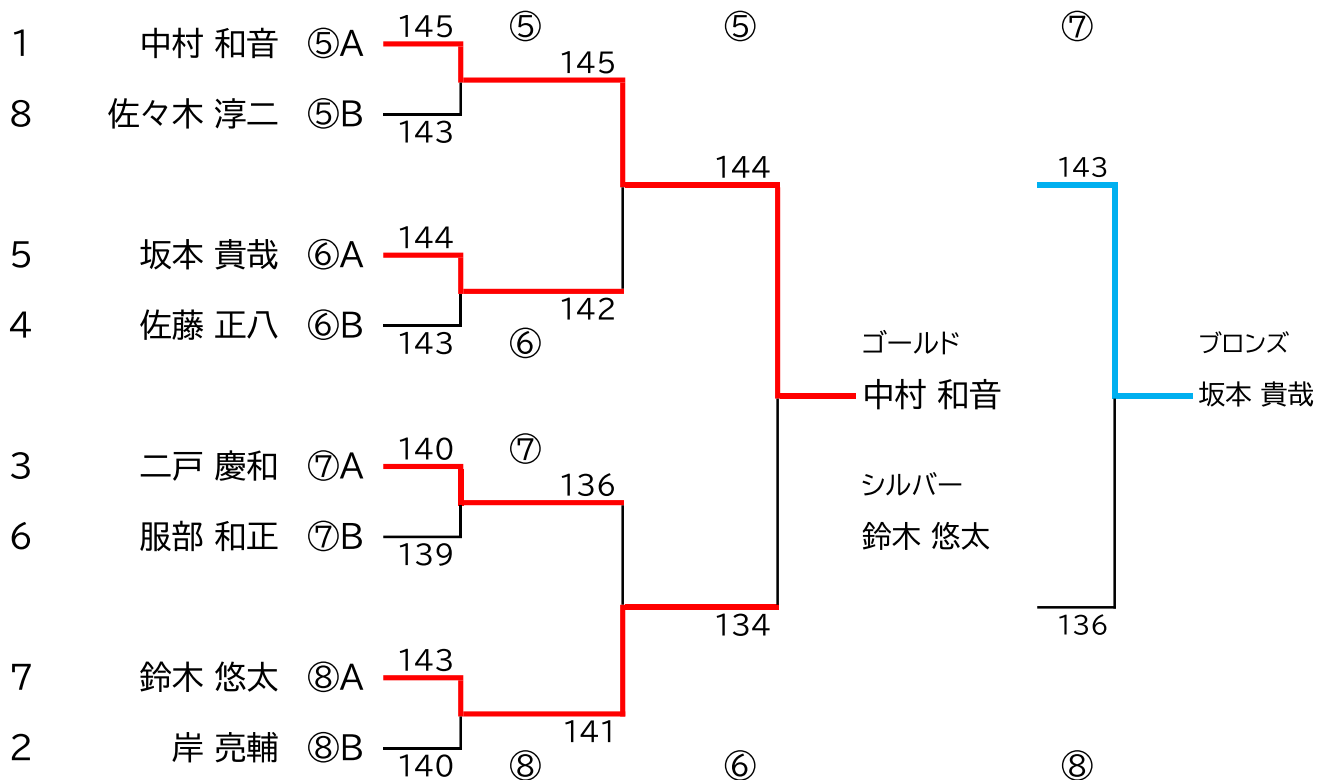 145 ⑤ ⑤ ⑦
1 中村 和音 ⑤A
145
8 佐々木 淳二 ⑤B
143
144 143
144
5 坂本 貴哉 ⑥A
142
4 佐藤 正八 ⑥B
143 ⑥
ゴールド ブロンズ
中村 和音 坂本 貴哉
140 ⑦
3 二戸 慶和 ⑦A
136
シルバー
6 服部 和正 ⑦B 鈴木 悠太
139
134 136
143
7 鈴木 悠太 ⑧A
141
2 岸 亮輔 ⑧B
140 ⑧ ⑥ ⑧